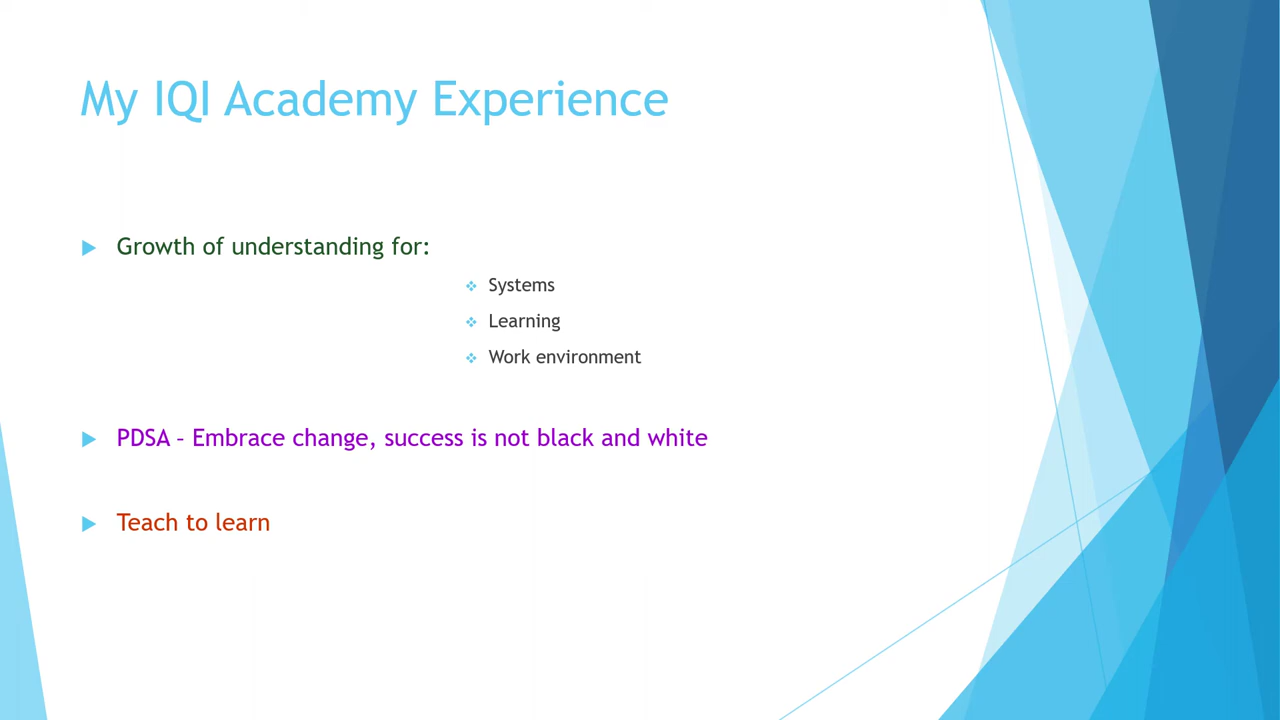 My IQI Academy Experience
Growth of understanding for:
Systems
Learning
Work environment
PDSA – Embrace change, success is not black and white
Teach to learn